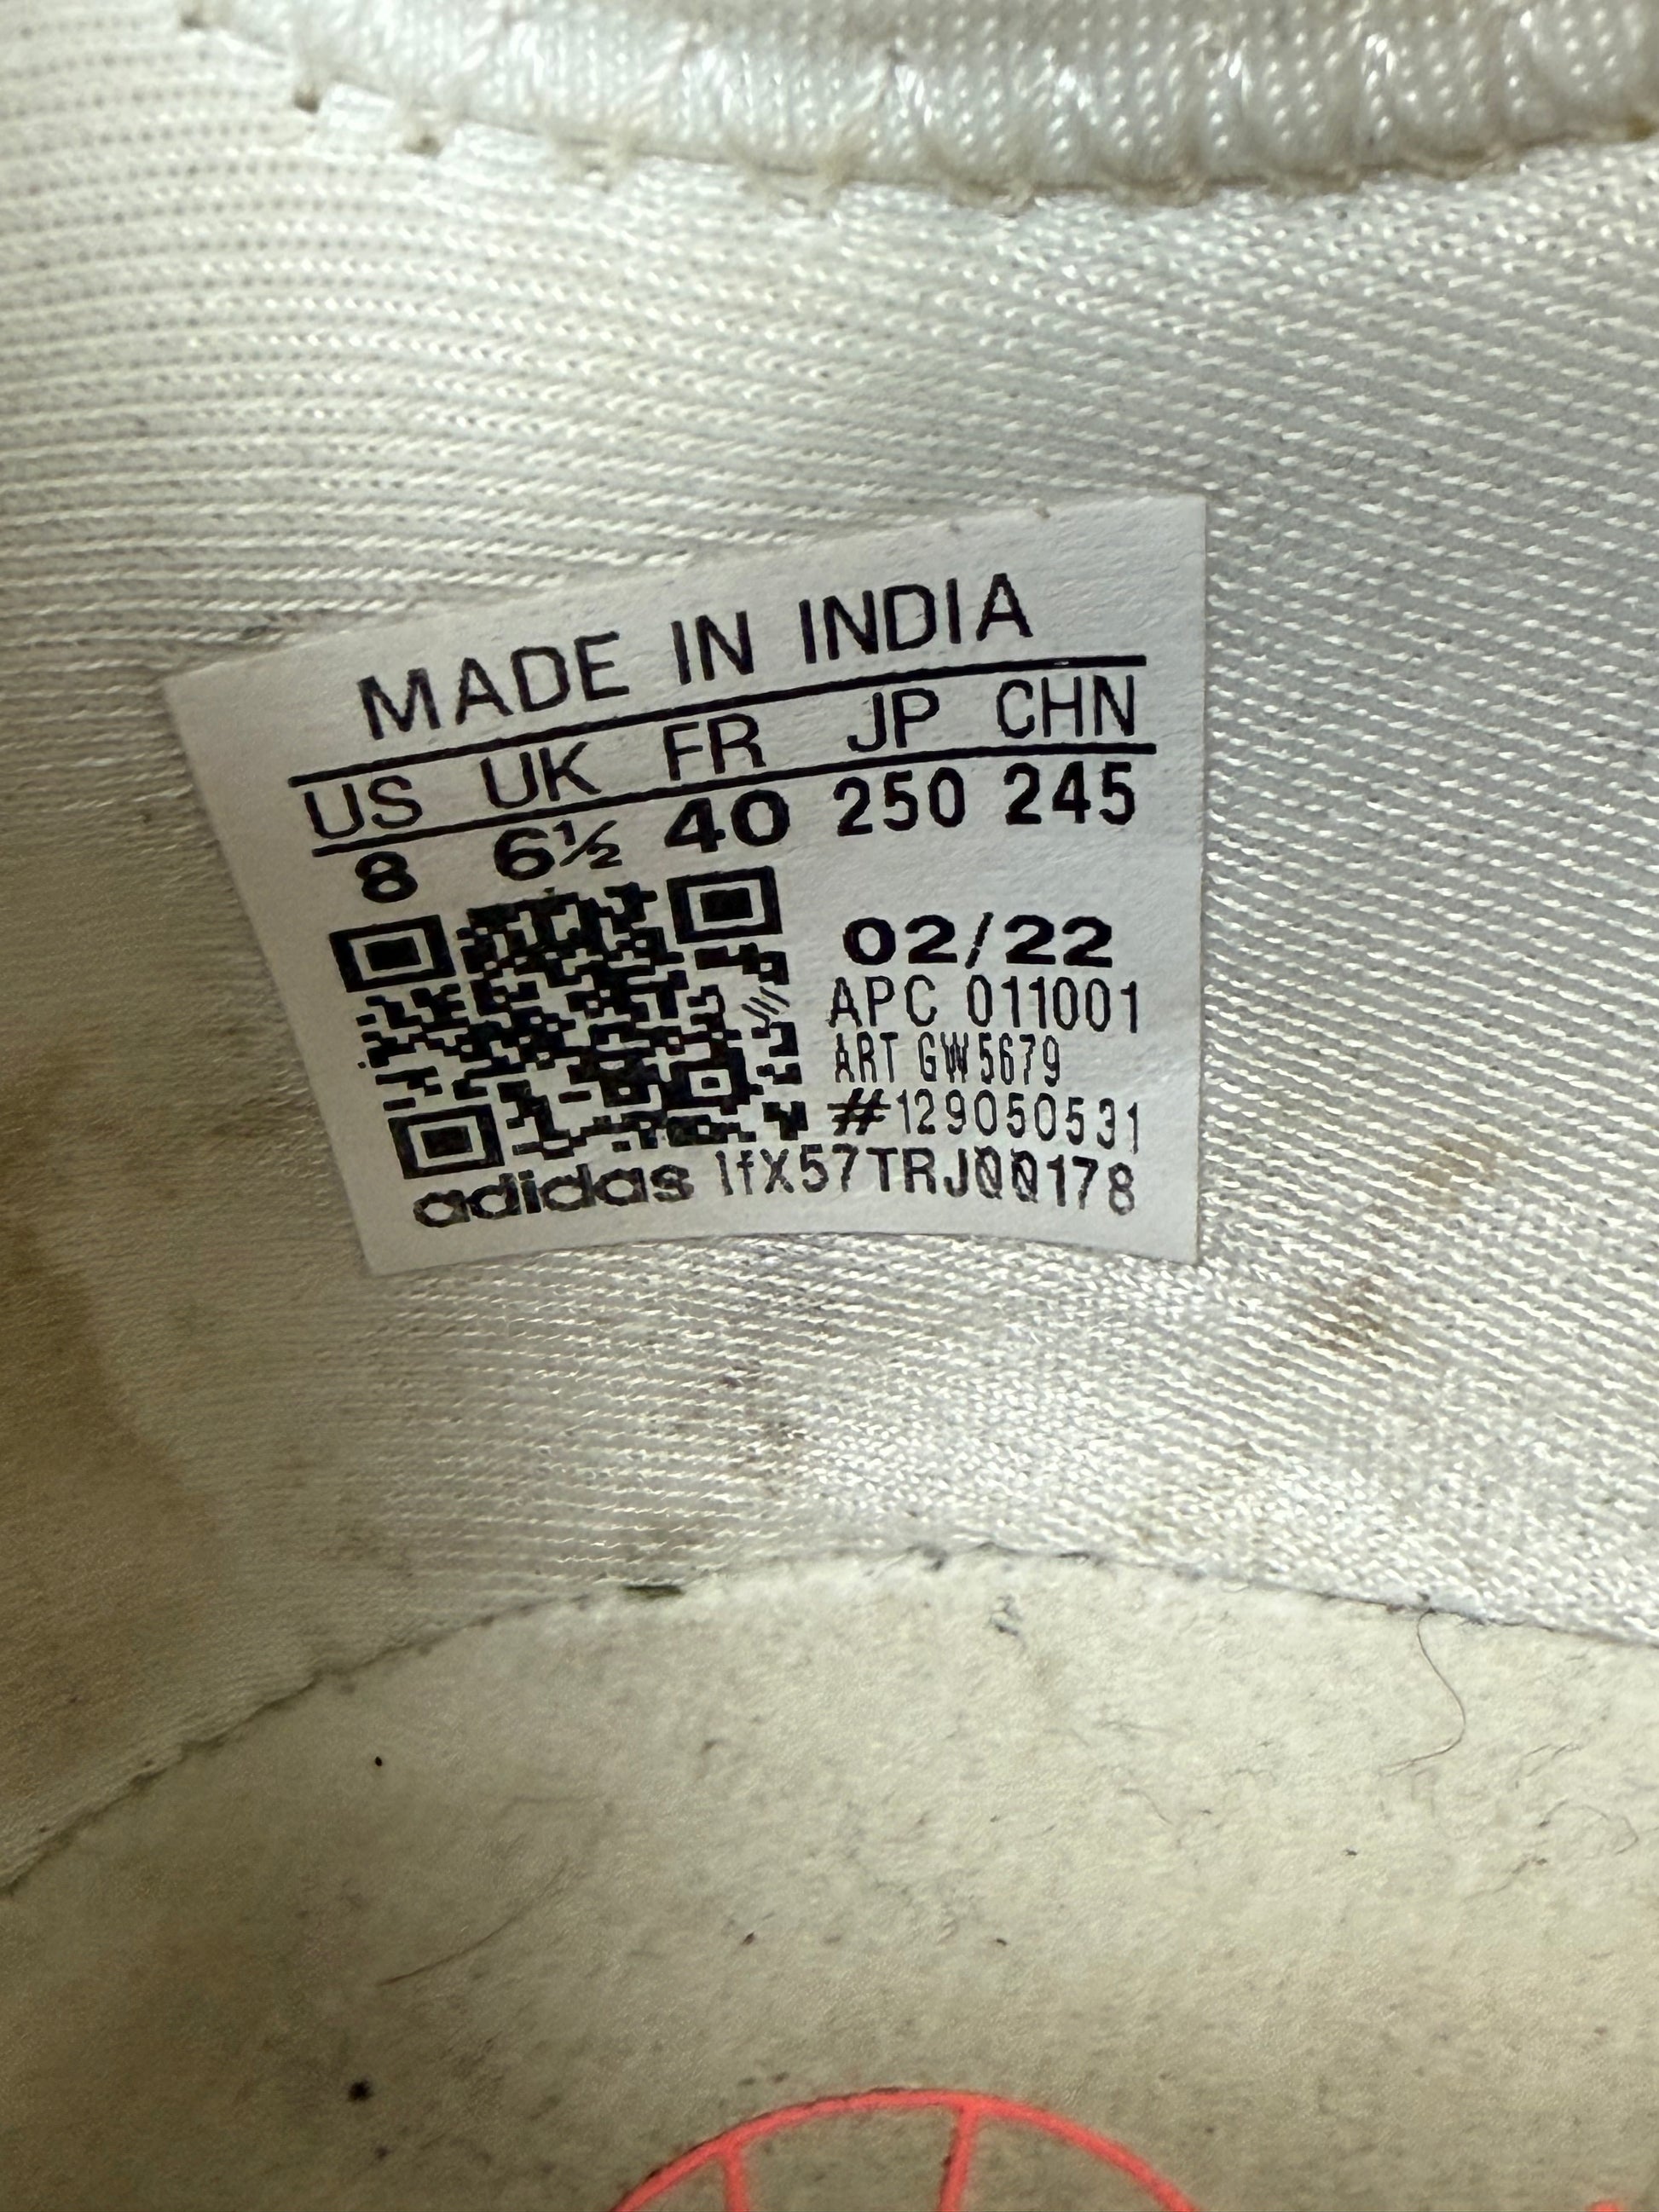 MADE IN INDIA
US UK FR JP CHN
8 6½ 40 250 245
02/22
APC 011001
ART GW5679
#129050531
adidas lfX57TRJ00178